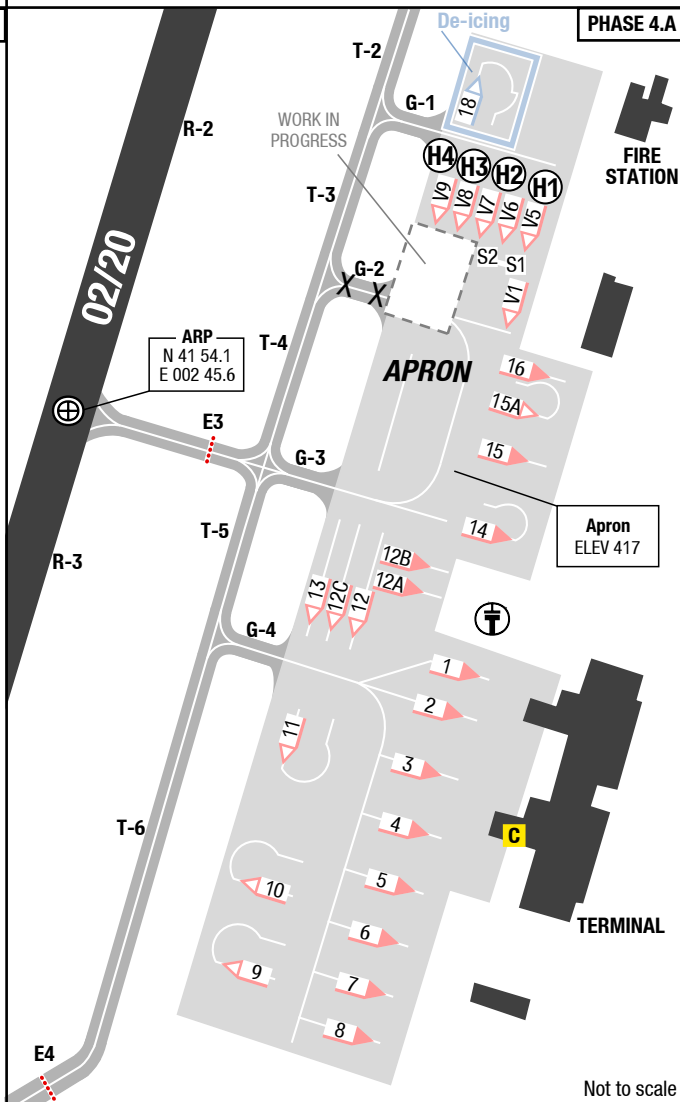 De-icing
PHASE 4.A
T-2
18
G-1
R-2
WORK IN
PROGRESS
FIRE
STATION
H4
H3
H2
H1
V9
V8
V7
V6
V5
T-3
S2
S1
G-2
X
X
V1
02/20
ARP
N 41 54.1
E 002 45.6
T-4
APRON
16
15A
E3
15
G-3
T-5
14
Apron
ELEV 417
R-3
12B
12A
13
12C
12
G-4
1
2
11
3
T-6
4
C
5
10
6
TERMINAL
9
7
8
E4
Not to scale